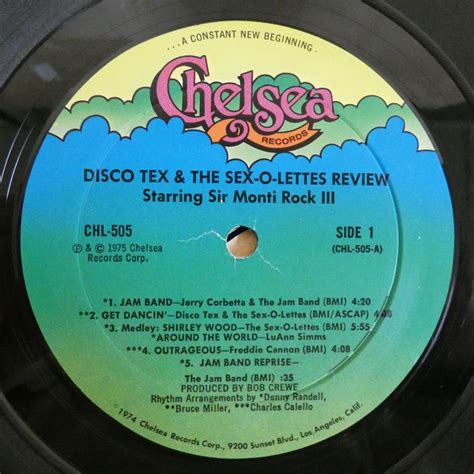 ...A CONSTANT NEW BEGINNING.
Chelsea
RECORDS
DISCO TEX & THE SEX-O-LETTES REVIEW
Starring Sir Monti Rock III
CHL-505
SIDE 1
℗ & © 1975 Chelsea
Records Corp.
(CHL-505-A)
*1. JAM BAND—Jerry Corbetta & The Jam Band (BMI) 4:20
**2. GET DANCIN'—Disco Tex & The Sex-O-Lettes (BMI/ASCAP) 4:08
*3. Medley: SHIRLEY WOOD—The Sex-O-Lettes (BMI) 5:55
*AROUND THE WORLD—LuAnn Simms
***4. OUTRAGEOUS—Freddie Cannon (BMI) 4:08
*5. JAM BAND REPRISE—
The Jam Band (BMI) :35
PRODUCED BY BOB CREWE
Rhythm Arrangements by *Donny Randell,
**Bruce Miller, ***Charles Calello
© 1974 Chelsea Records Corp., 9200 Sunset Blvd., Los Angeles, Calif.